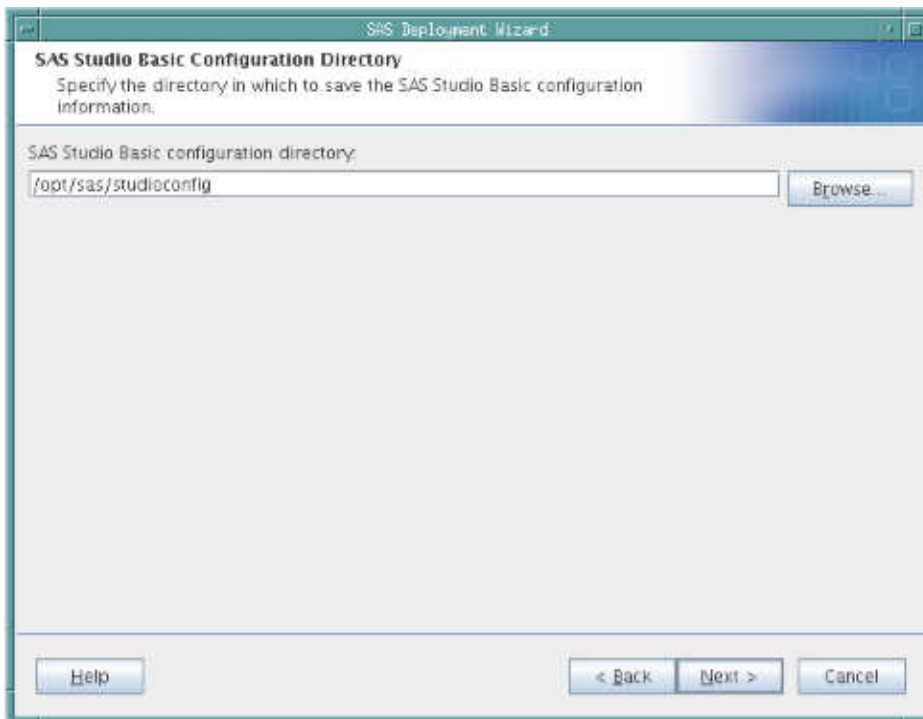 SAS Deployment Wizard
SAS Studio Basic Configuration Directory
Specify the directory in which to save the SAS Studio Basic configuration
information.
SAS Studio Basic configuration directory:
/opt/sas/studioconfig
Browse...
Help
< Back
Next >
Cancel